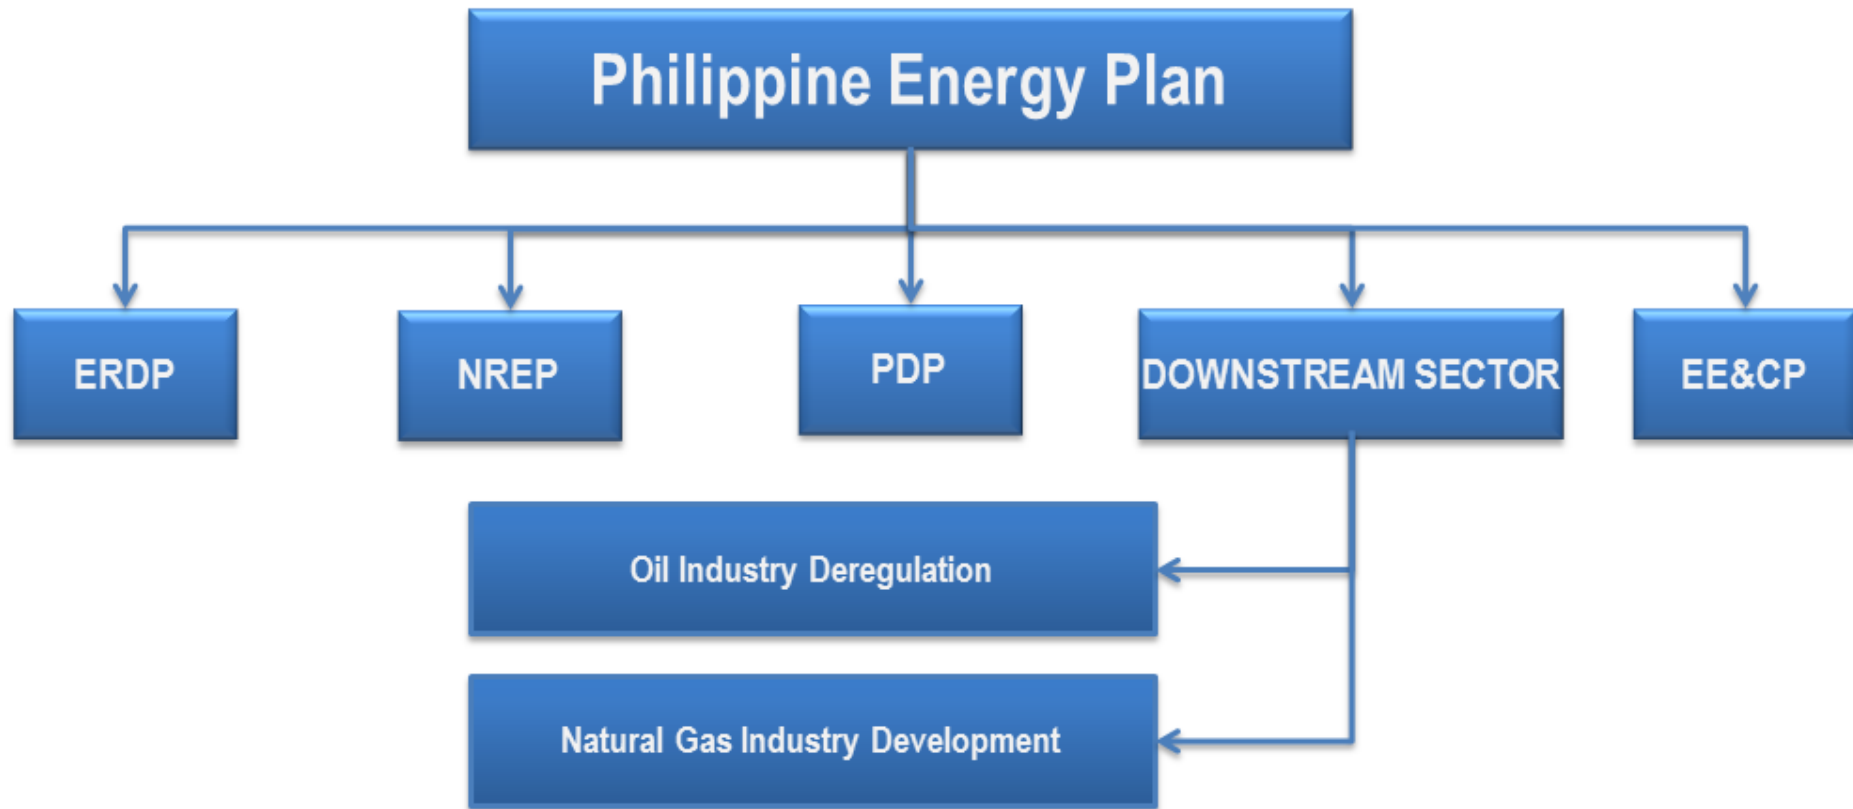 Philippine Energy Plan
ERDP
NREP
PDP
DOWNSTREAM SECTOR
EE&CP
Oil Industry Deregulation
Natural Gas Industry Development